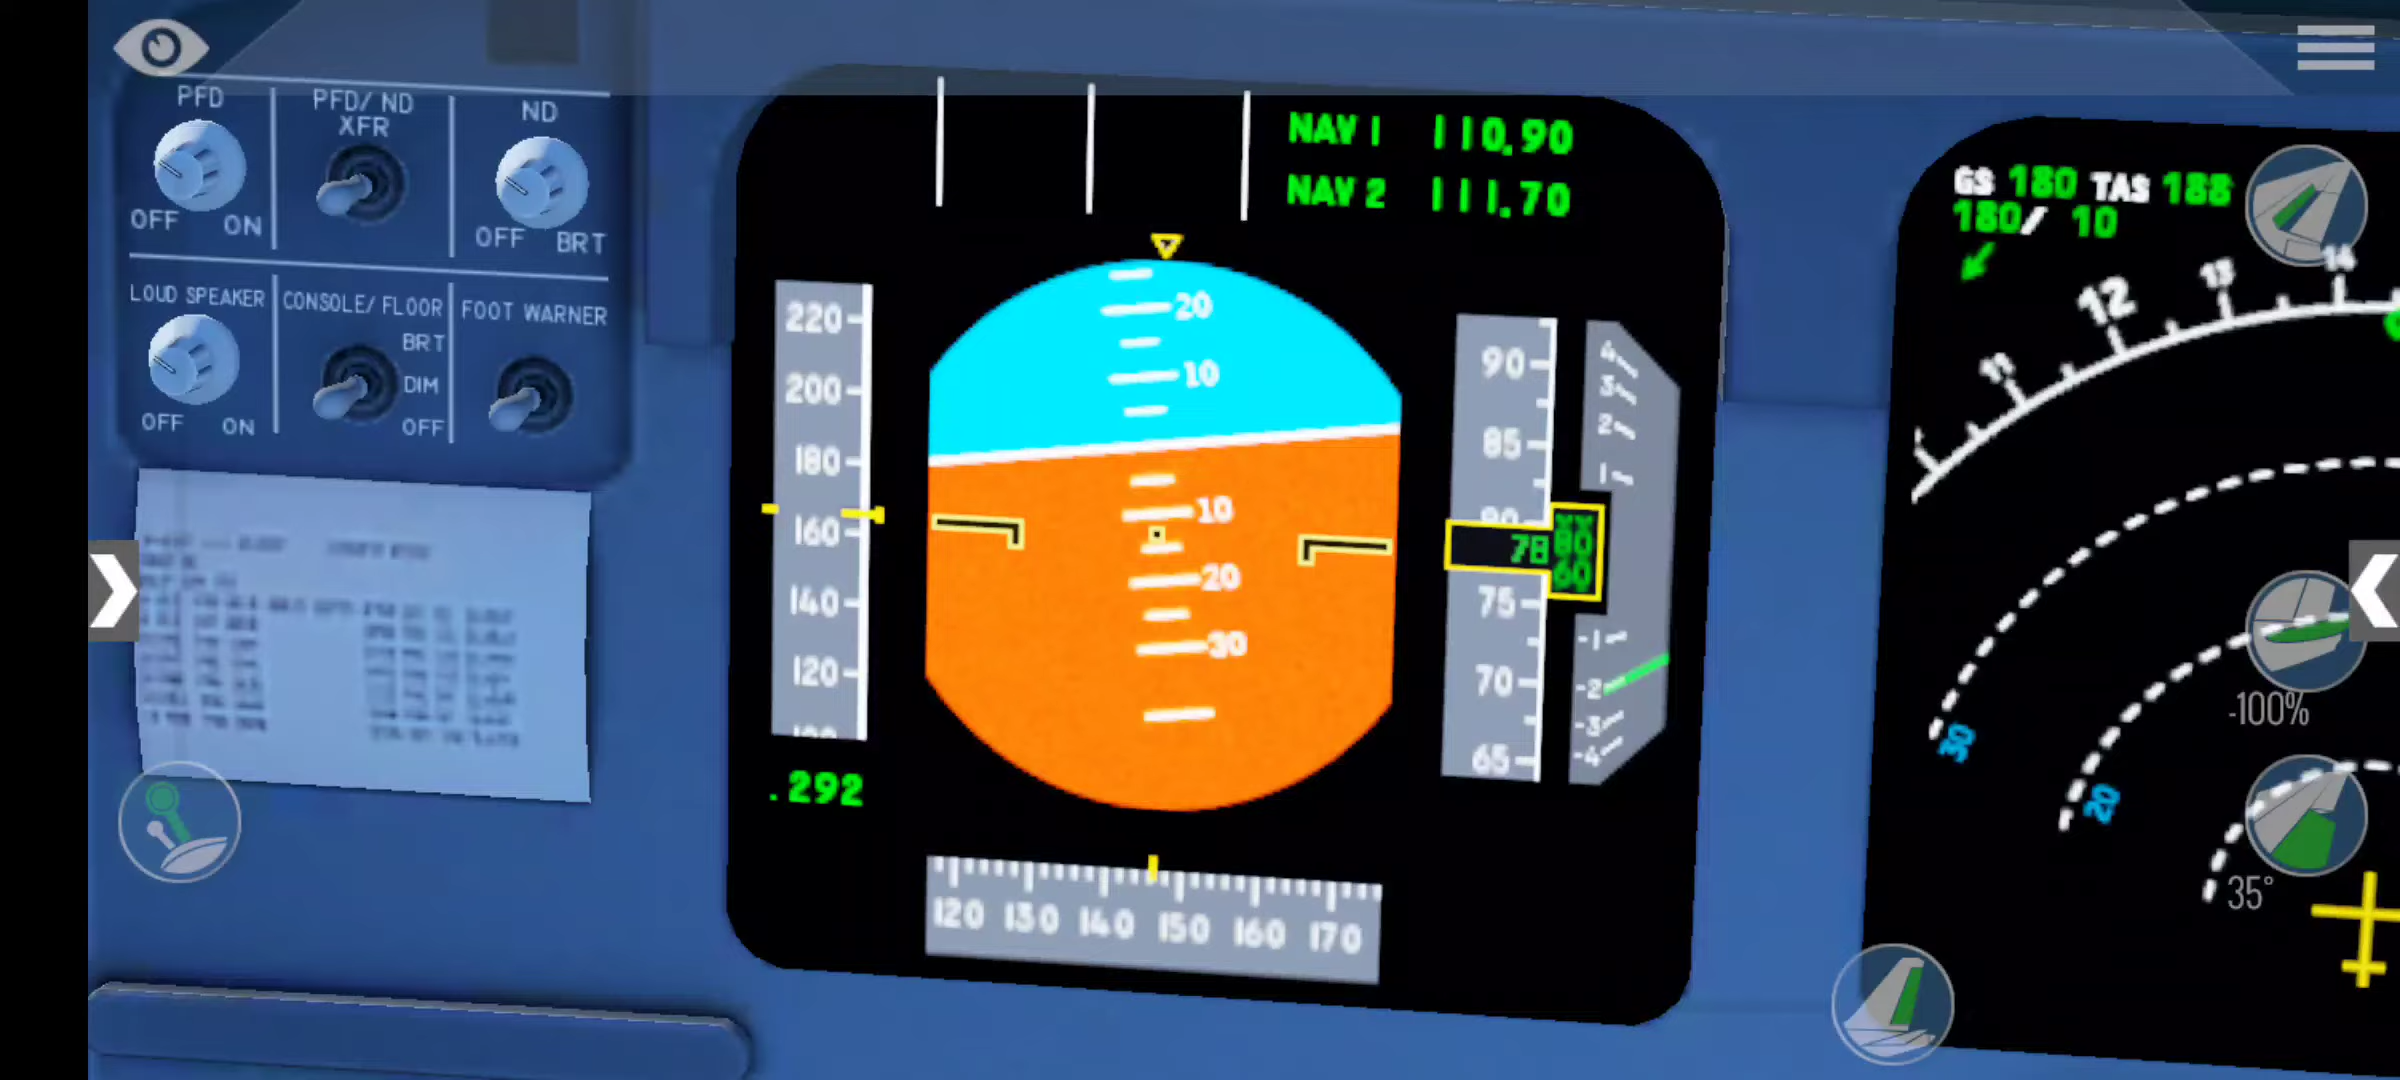 PFD
PFD/ ND
XFR
ND
OFF
ON
OFF
BRT
LOUD SPEAKER
CONSOLE/ FLOOR
FOOT WARNER
BRT
DIM
OFF
ON
OFF
NAV 1 110.90
NAV 2 111.70
220
200
180
160
140
120
.292
20
10
10
20
30
90
85
80
75
70
65
78
80
60
4
3
2
1
-1
-2
-3
-4
120 130 140 150 160 170
GS 180 TAS 188
180/ 10
11
12
13
14
30
20
-100%
35°